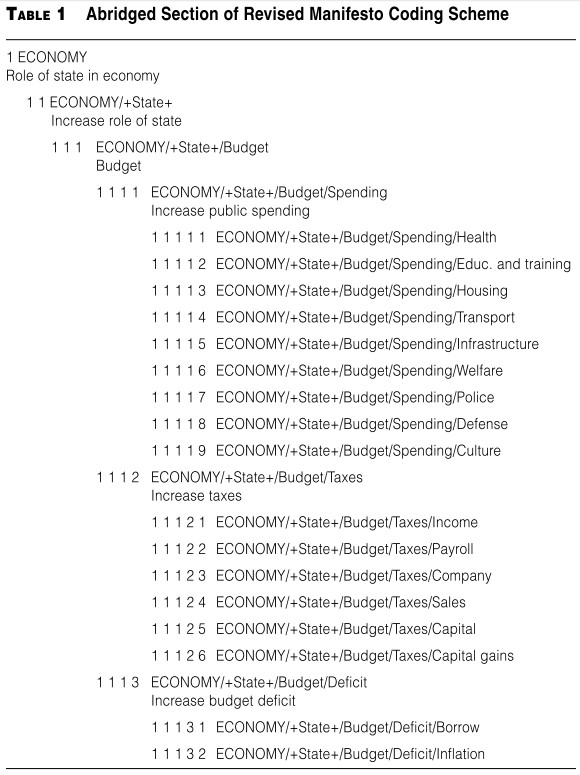 TABLE 1 Abridged Section of Revised Manifesto Coding Scheme
1 ECONOMY
Role of state in economy
1 1 ECONOMY/+State+
Increase role of state
1 1 1 ECONOMY/+State+/Budget
Budget
1 1 1 1 ECONOMY/+State+/Budget/Spending
Increase public spending
1 1 1 1 1 ECONOMY/+State+/Budget/Spending/Health
1 1 1 1 2 ECONOMY/+State+/Budget/Spending/Educ. and training
1 1 1 1 3 ECONOMY/+State+/Budget/Spending/Housing
1 1 1 1 4 ECONOMY/+State+/Budget/Spending/Transport
1 1 1 1 5 ECONOMY/+State+/Budget/Spending/Infrastructure
1 1 1 1 6 ECONOMY/+State+/Budget/Spending/Welfare
1 1 1 1 7 ECONOMY/+State+/Budget/Spending/Police
1 1 1 1 8 ECONOMY/+State+/Budget/Spending/Defense
1 1 1 1 9 ECONOMY/+State+/Budget/Spending/Culture
1 1 1 2 ECONOMY/+State+/Budget/Taxes
Increase taxes
1 1 1 2 1 ECONOMY/+State+/Budget/Taxes/Income
1 1 1 2 2 ECONOMY/+State+/Budget/Taxes/Payroll
1 1 1 2 3 ECONOMY/+State+/Budget/Taxes/Company
1 1 1 2 4 ECONOMY/+State+/Budget/Taxes/Sales
1 1 1 2 5 ECONOMY/+State+/Budget/Taxes/Capital
1 1 1 2 6 ECONOMY/+State+/Budget/Taxes/Capital gains
1 1 1 3 ECONOMY/+State+/Budget/Deficit
Increase budget deficit
1 1 1 3 1 ECONOMY/+State+/Budget/Deficit/Borrow
1 1 1 3 2 ECONOMY/+State+/Budget/Deficit/Inflation